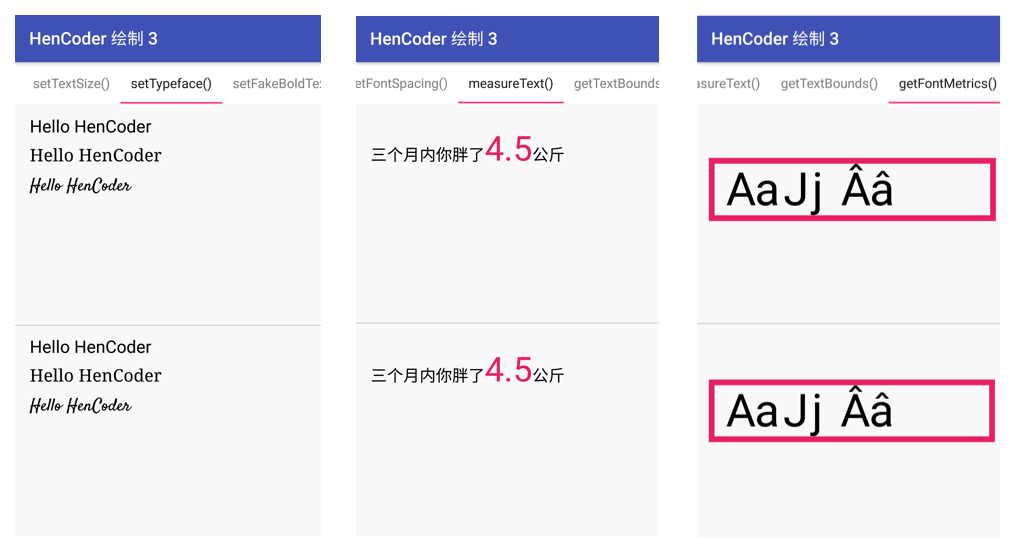 HenCoder 绘制 3
setTextSize() setTypeface() setFakeBoldTex
Hello HenCoder
Hello HenCoder
Hello HenCoder
Hello HenCoder
Hello HenCoder
Hello HenCoder
HenCoder 绘制 3
etFontSpacing() measureText() getTextBounds
三个月内你胖了4.5公斤
三个月内你胖了4.5公斤
HenCoder 绘制 3
asureText() getTextBounds() getFontMetrics()
AaJj Ââ
AaJj Ââ